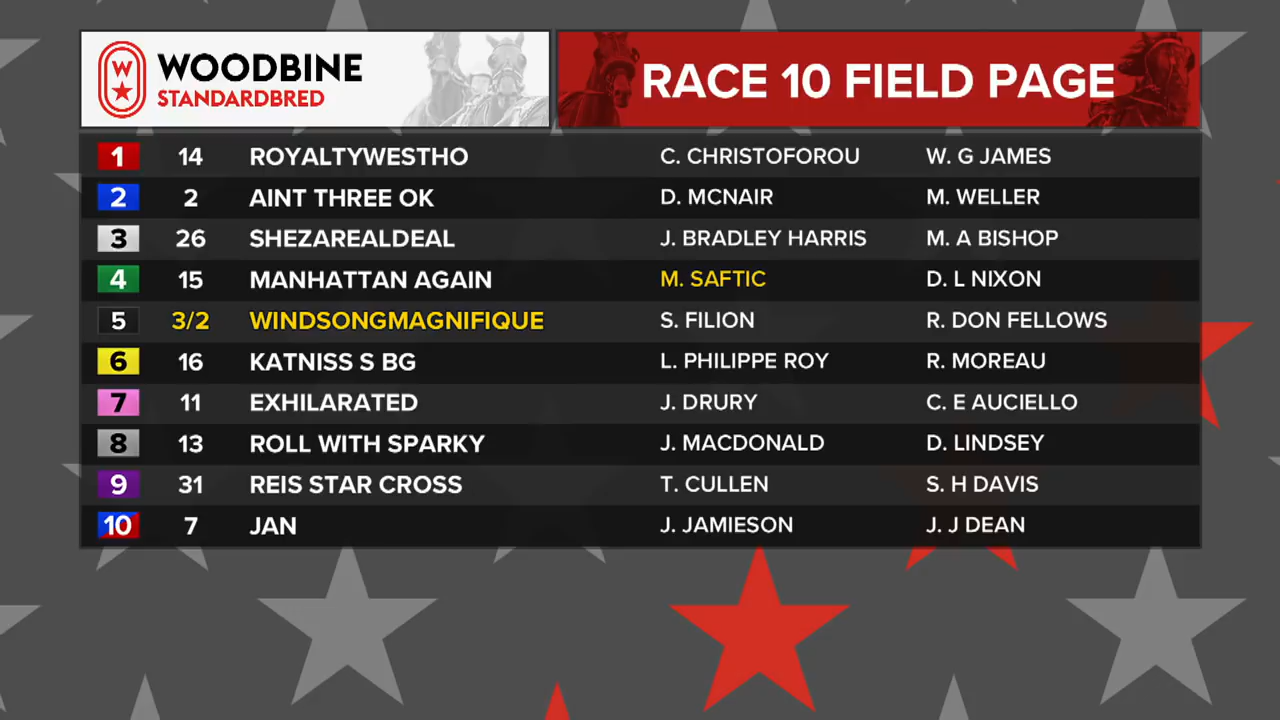 W
WOODBINE
STANDARDBRED
RACE 10 FIELD PAGE
1 14 ROYALTYWESTHO C. CHRISTOFOROU W. G JAMES
2 2 AINT THREE OK D. MCNAIR M. WELLER
3 26 SHEZAREALDEAL J. BRADLEY HARRIS M. A BISHOP
4 15 MANHATTAN AGAIN M. SAFTIC D. L NIXON
5 3/2 WINDSONGMAGNIFIQUE S. FILION R. DON FELLOWS
6 16 KATNISS S BG L. PHILIPPE ROY R. MOREAU
7 11 EXHILARATED J. DRURY C. E AUCIELLO
8 13 ROLL WITH SPARKY J. MACDONALD D. LINDSEY
9 31 REIS STAR CROSS T. CULLEN S. H DAVIS
10 7 JAN J. JAMIESON J. J DEAN